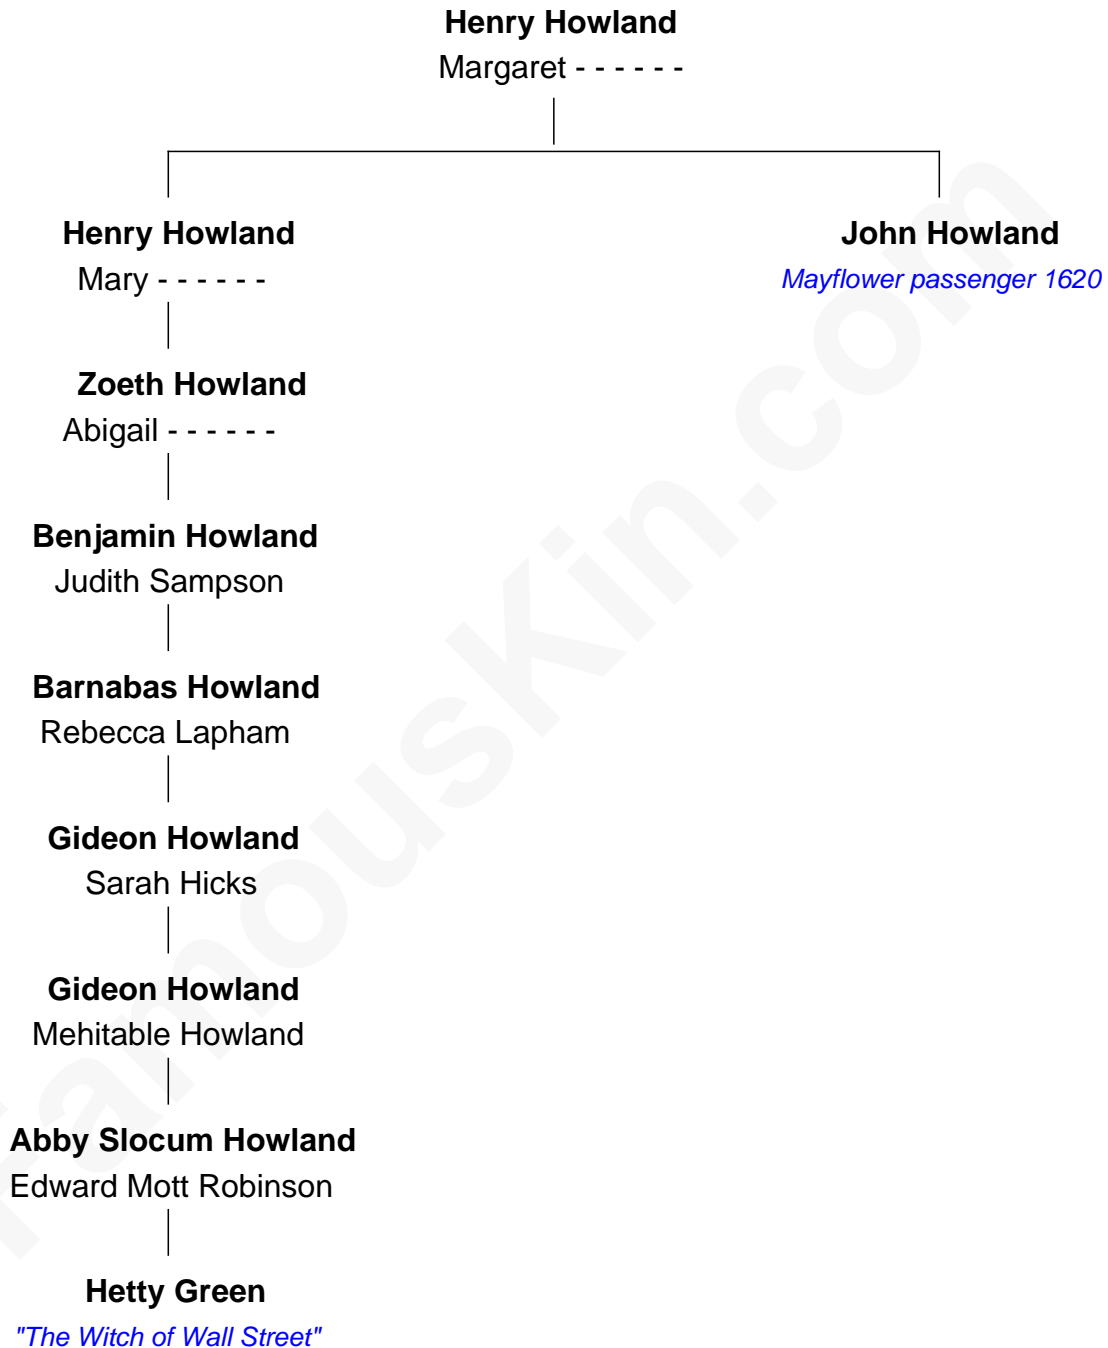 Henry Howland
Margaret - - - - - -
Henry Howland
John Howland
Mary - - - - - -
Mayflower passenger 1620
Zoeth Howland
Abigail - - - - - -
Benjamin Howland
Judith Sampson
Barnabas Howland
Rebecca Lapham
Gideon Howland
Sarah Hicks
Gideon Howland
Mehitable Howland
Abby Slocum Howland
Edward Mott Robinson
Hetty Green
"The Witch of Wall Street"
FamousKin.com